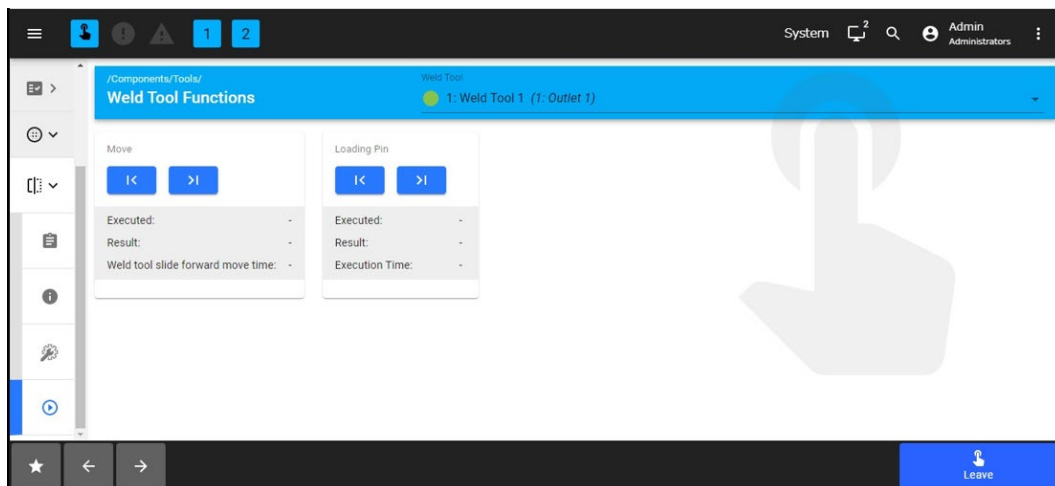 1
2
System
2
Admin
Administrators
/Components/Tools/
Weld Tool Functions
Weld Tool
1: Weld Tool 1 (1: Outlet 1)
Move
Executed: -
Result: -
Weld tool slide forward move time: -
Loading Pin
Executed: -
Result: -
Execution Time: -
Leave